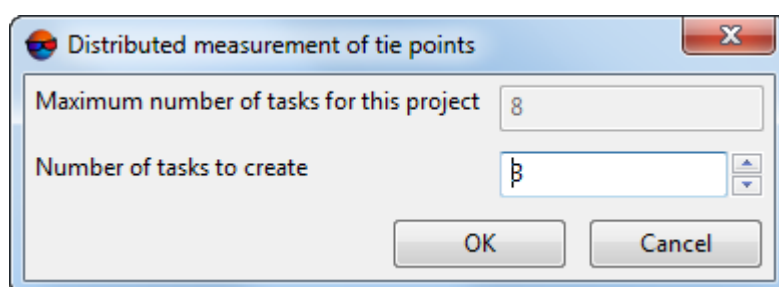 Distributed measurement of tie points
Maximum number of tasks for this project 8
Number of tasks to create
OK Cancel